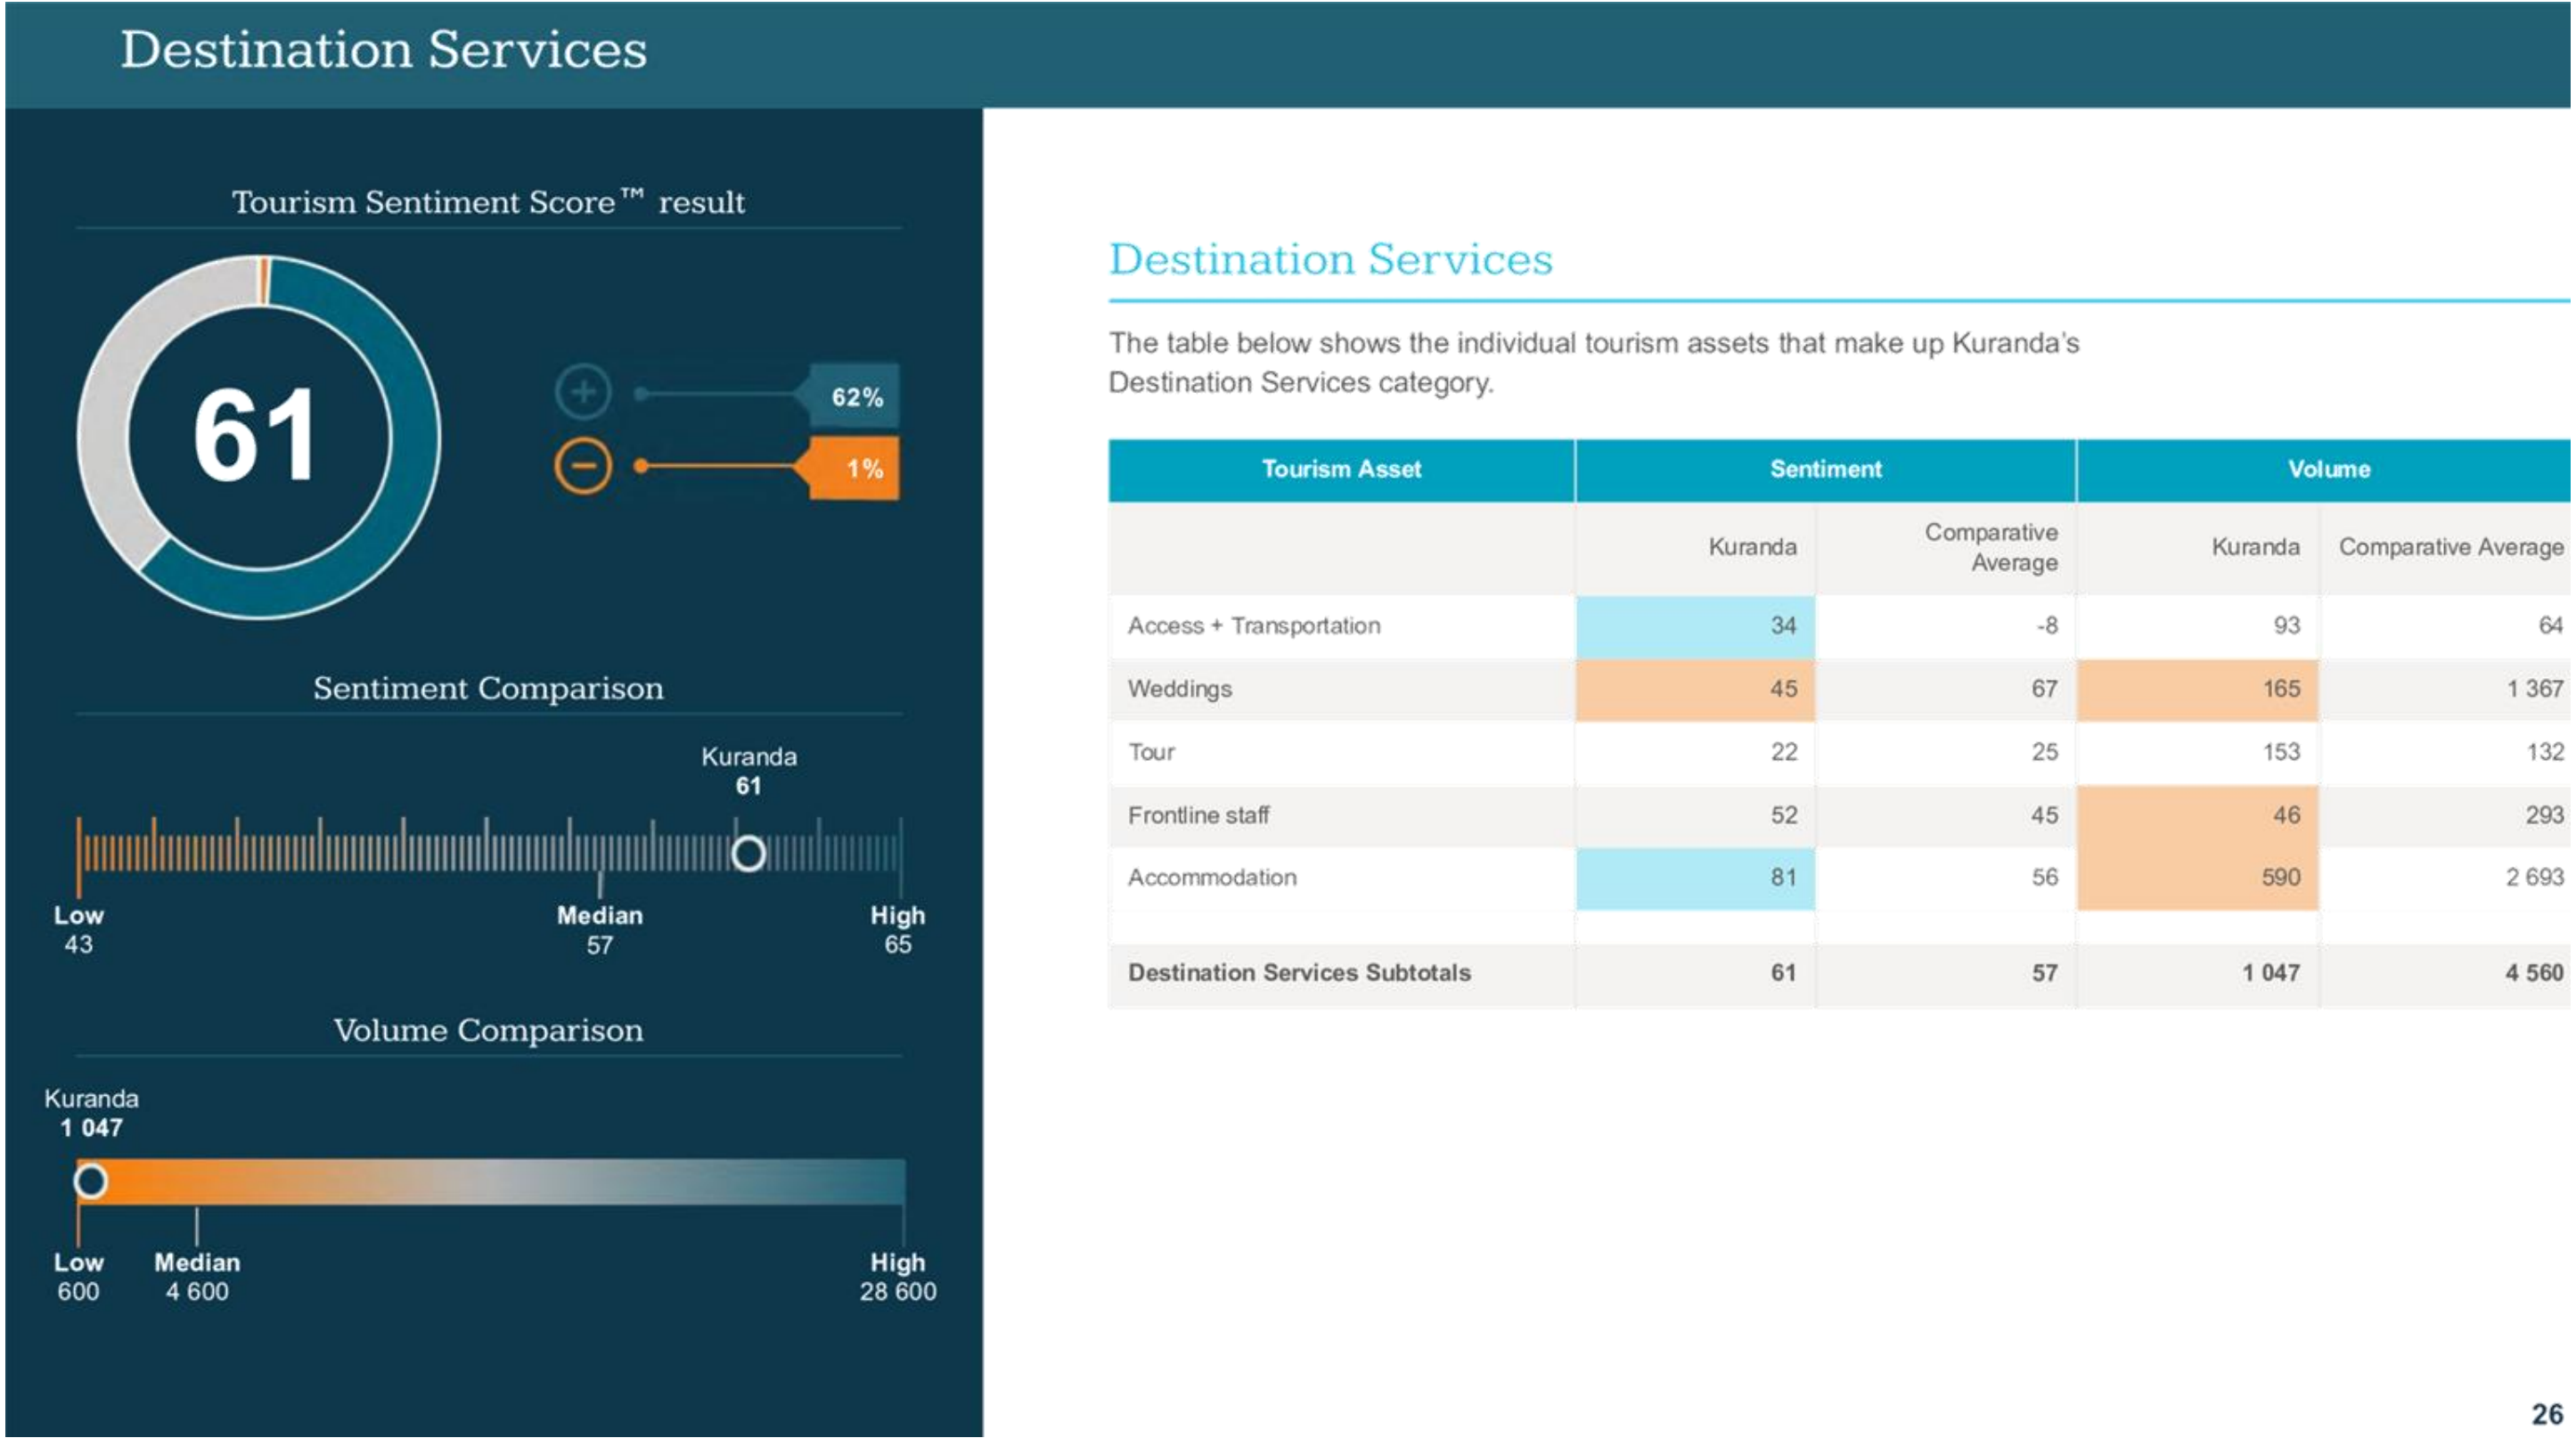 Destination Services
Tourism Sentiment Score™ result
61
+
62%
−
1%
Sentiment Comparison
Kuranda
61
Low
43
Median
57
High
65
Volume Comparison
Kuranda
1 047
Low
600
Median
4 600
High
28 600
Destination Services
The table below shows the individual tourism assets that make up Kuranda's
Destination Services category.
Tourism Asset Sentiment Volume
Kuranda Comparative Average Kuranda Comparative Average
Access + Transportation 34 -8 93 64
Weddings 45 67 165 1 367
Tour 22 25 153 132
Frontline staff 52 45 46 293
Accommodation 81 56 590 2 693
Destination Services Subtotals 61 57 1 047 4 560
26